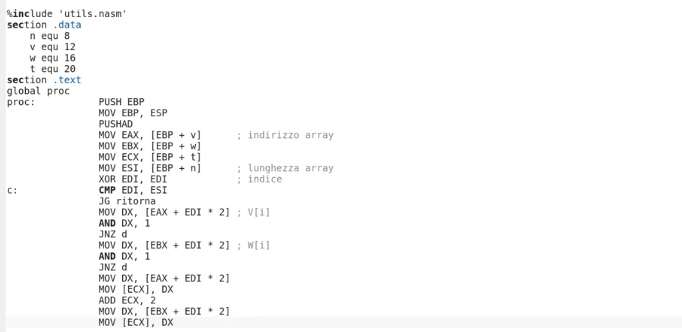 %include 'utils.nasm'
section .data
n equ 8
v equ 12
w equ 16
t equ 20
section .text
global proc
proc: PUSH EBP
MOV EBP, ESP
PUSHAD
MOV EAX, [EBP + v] ; indirizzo array
MOV EBX, [EBP + w]
MOV ECX, [EBP + t]
MOV ESI, [EBP + n] ; lunghezza array
XOR EDI, EDI ; indice
c: CMP EDI, ESI
JG ritorna
MOV DX, [EAX + EDI * 2] ; V[i]
AND DX, 1
JNZ d
MOV DX, [EBX + EDI * 2] ; W[i]
AND DX, 1
JNZ d
MOV DX, [EAX + EDI * 2]
MOV [ECX], DX
ADD ECX, 2
MOV DX, [EBX + EDI * 2]
MOV [ECX], DX